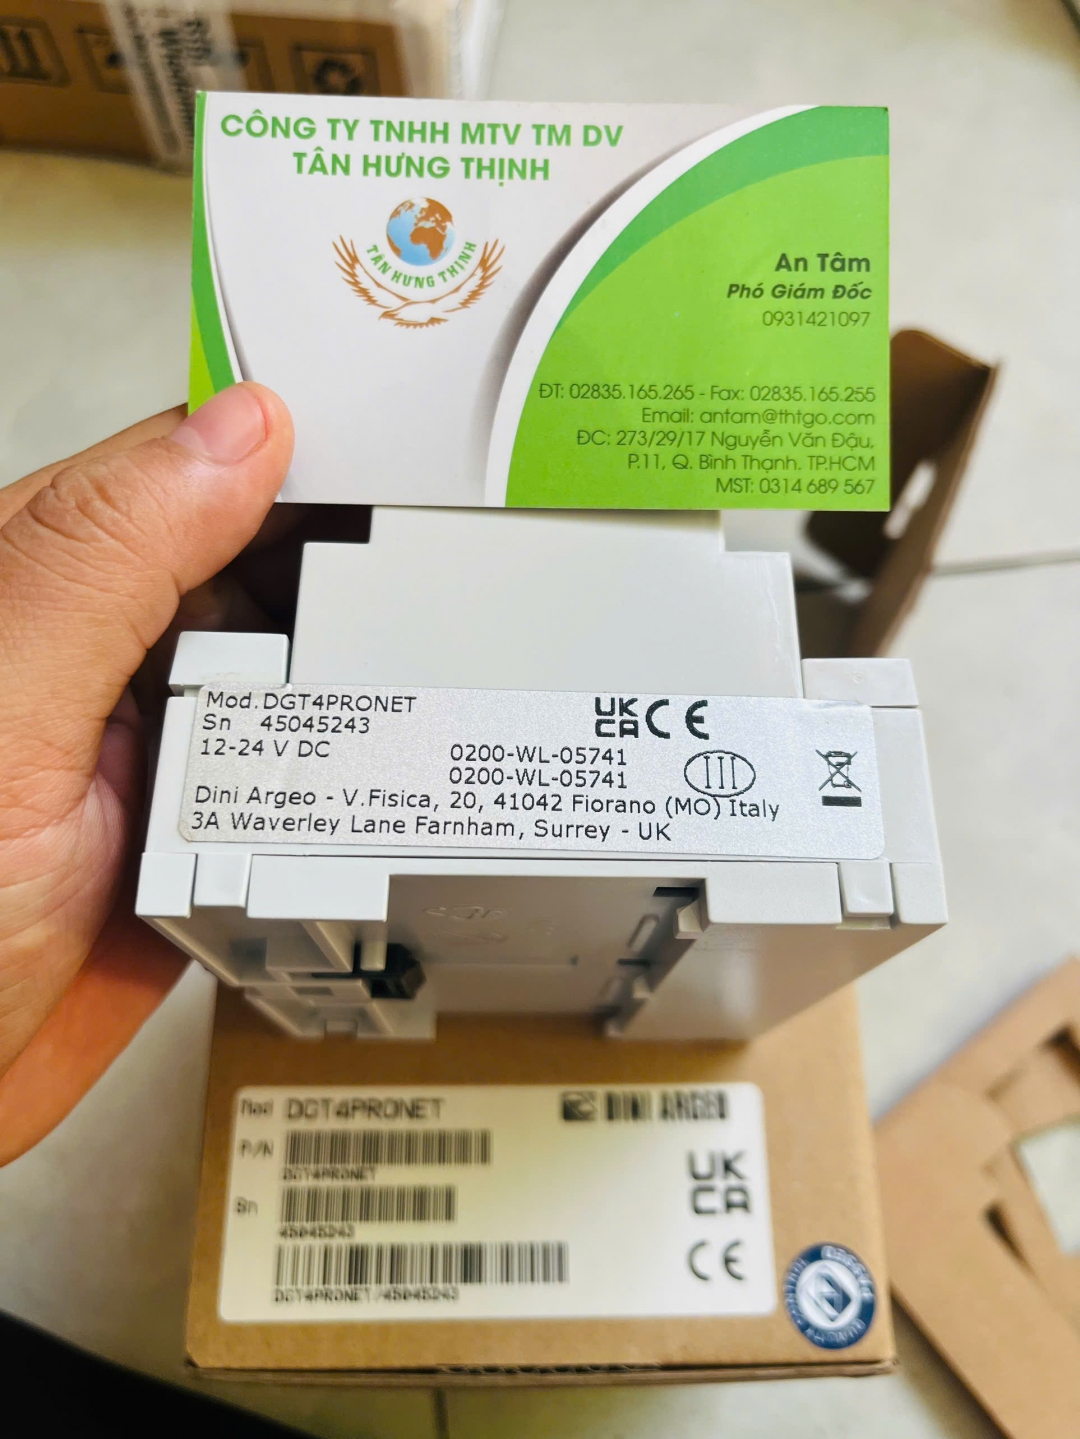 CÔNG TY TNHH MTV TM DV
TÂN HƯNG THỊNH
TÂN HƯNG THỊNH
An Tâm
Phó Giám Đốc
0931421097
ĐT: 02835.165.265 - Fax: 02835.165.255
Email: antam@thtgo.com
ĐC: 273/29/17 Nguyễn Văn Đậu,
P.11, Q. Bình Thạnh. TP.HCM
MST: 0314 689 567
Mod. DGT4PRONET
Sn 45045243
12-24 V DC
UK CA CE
0200-WL-05741
0200-WL-05741
III
Dini Argeo - V.Fisica, 20, 41042 Fiorano (MO) Italy
3A Waverley Lane Farnham, Surrey - UK
Mod DGT4PRONET
DINI ARGEO
P/N
DGT4PRONET
Sn
45045243
DGT4PRONET/45045243
UK
CA
CE